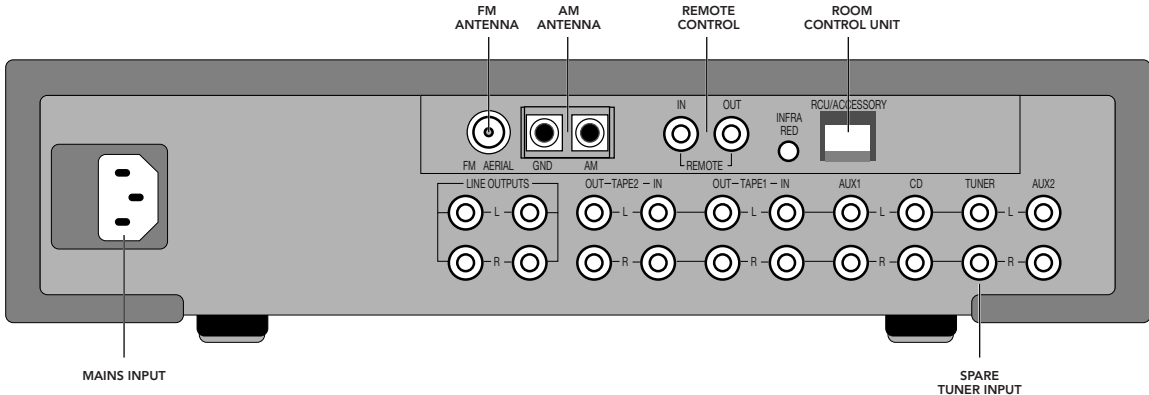 FM
ANTENNA
AM
ANTENNA
REMOTE
CONTROL
ROOM
CONTROL UNIT
IN
OUT
INFRA
RED
RCU/ACCESSORY
FM AERIAL
GND
AM
REMOTE
LINE OUTPUTS
OUT TAPE2 IN
OUT TAPE1 IN
AUX1
CD
TUNER
AUX2
L
L
L
L
L
R
R
R
R
R
MAINS INPUT
SPARE
TUNER INPUT